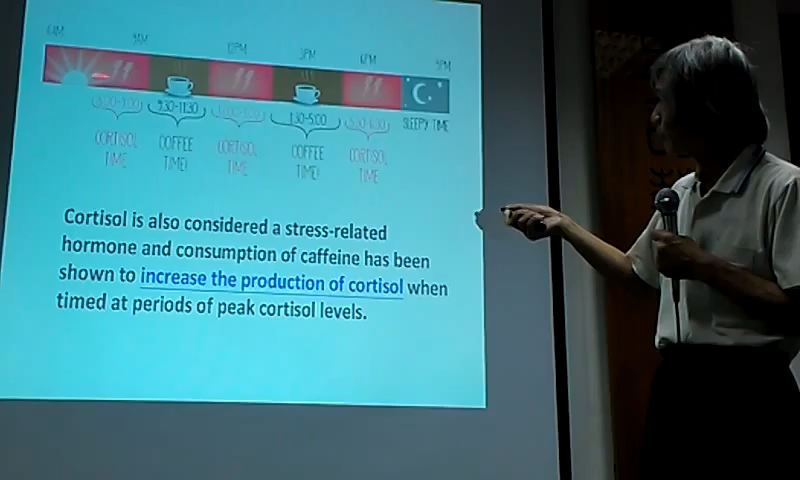 6AM 9AM 12PM 3PM 6PM 9PM
9:30-11:30 1:30-5:00
CORTISOL TIME COFFEE TIME! CORTISOL TIME COFFEE TIME! CORTISOL TIME SLEEPY TIME
Cortisol is also considered a stress-related
hormone and consumption of caffeine has been
shown to increase the production of cortisol when
timed at periods of peak cortisol levels.